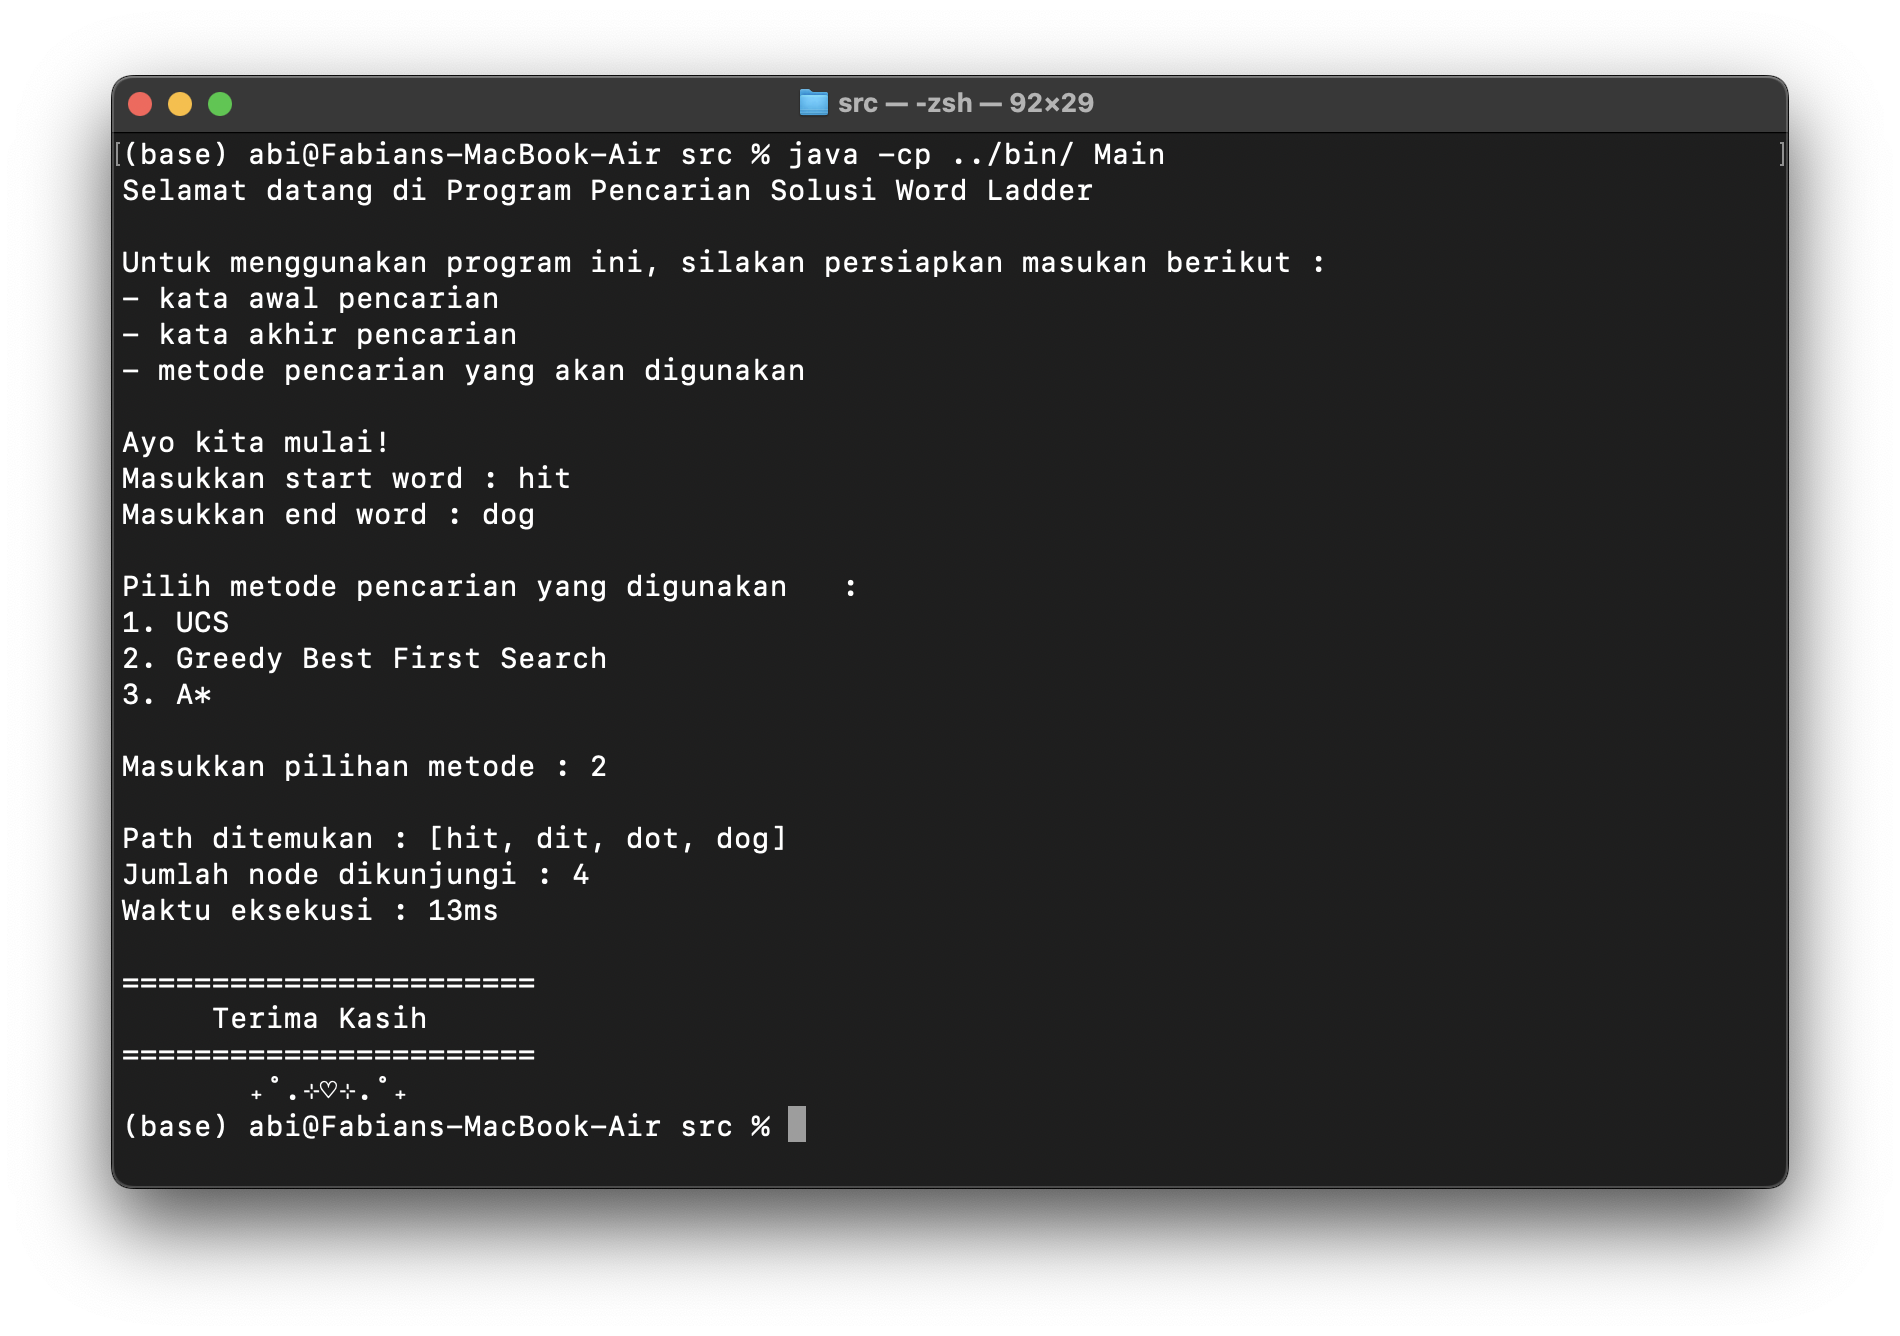 src — -zsh — 92×29
(base) abi@Fabians-MacBook-Air src % java -cp ../bin/ Main
Selamat datang di Program Pencarian Solusi Word Ladder
Untuk menggunakan program ini, silakan persiapkan masukan berikut :
- kata awal pencarian
- kata akhir pencarian
- metode pencarian yang akan digunakan
Ayo kita mulai!
Masukkan start word : hit
Masukkan end word : dog
Pilih metode pencarian yang digunakan   :
1. UCS
2. Greedy Best First Search
3. A*
Masukkan pilihan metode : 2
Path ditemukan : [hit, dit, dot, dog]
Jumlah node dikunjungi : 4
Waktu eksekusi : 13ms
=======================
Terima Kasih
=======================
₊˚.⊹♡⊹.˚₊
(base) abi@Fabians-MacBook-Air src %